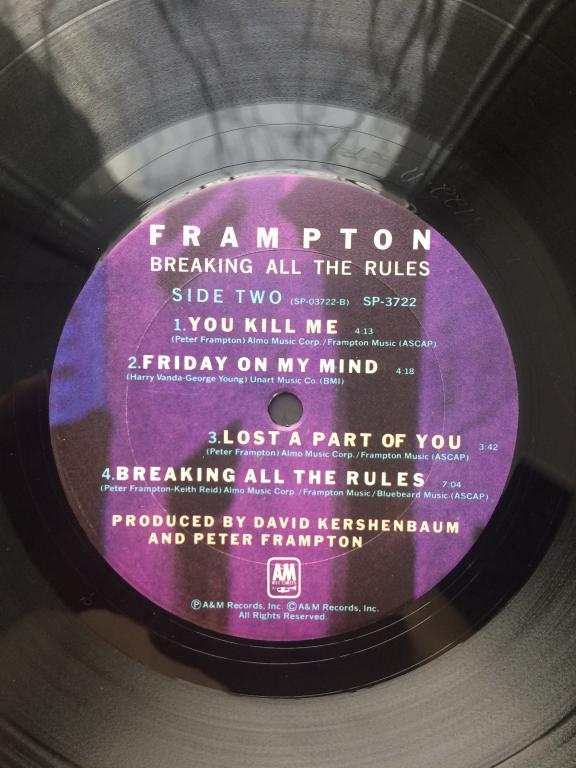 FRAMPTON
BREAKING ALL THE RULES
SIDE TWO (SP-03722-B) SP-3722
1.YOU KILL ME 4:13
(Peter Frampton) Almo Music Corp./Frampton Music (ASCAP)
2.FRIDAY ON MY MIND 4:18
(Harry Vanda-George Young) Unart Music Co. (BMI)
3.LOST A PART OF YOU 3:42
(Peter Frampton) Almo Music Corp./Frampton Music (ASCAP)
4.BREAKING ALL THE RULES 7:04
(Peter Frampton-Keith Reid) Almo Music Corp./Frampton Music/Bluebeard Music (ASCAP)
PRODUCED BY DAVID KERSHENBAUM
AND PETER FRAMPTON
A&M
RECORDS
Ⓟ A&M Records, Inc. © A&M Records, Inc.
All Rights Reserved.